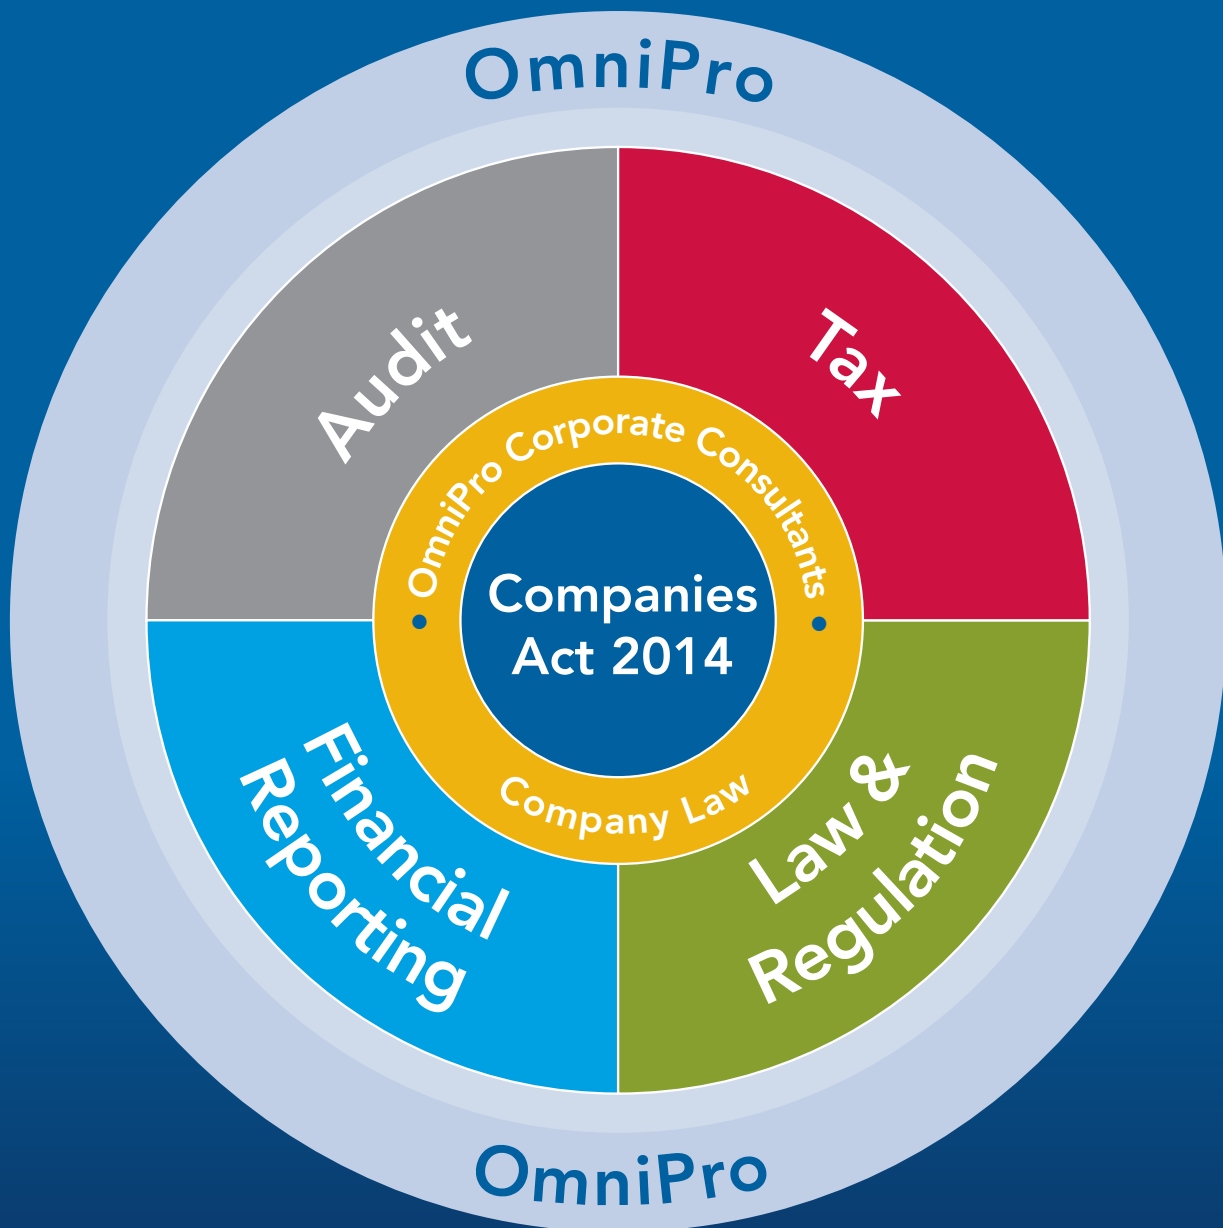 OmniPro
Audit
Tax
OmniPro Corporate Consultants
Companies
Act 2014
Company Law
Financial
Reporting
Law &
Regulation
OmniPro